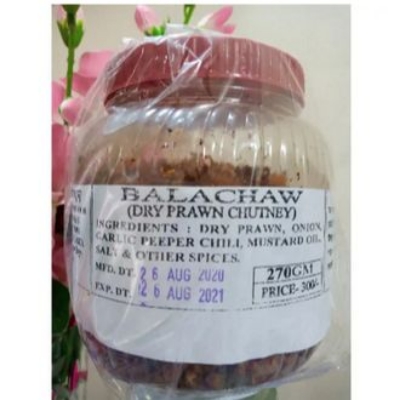 BALACHAW
(DRY PRAWN CHUTNEY)
INGREDIENTS : DRY PRAWN, ONION,
GARLIC PEEPER CHILI, MUSTARD OIL,
SALT & OTHER SPICES.
MFD. DT. 26 AUG 2020
EXP. DT. 26 AUG 2021
270GM
PRICE- 300/-